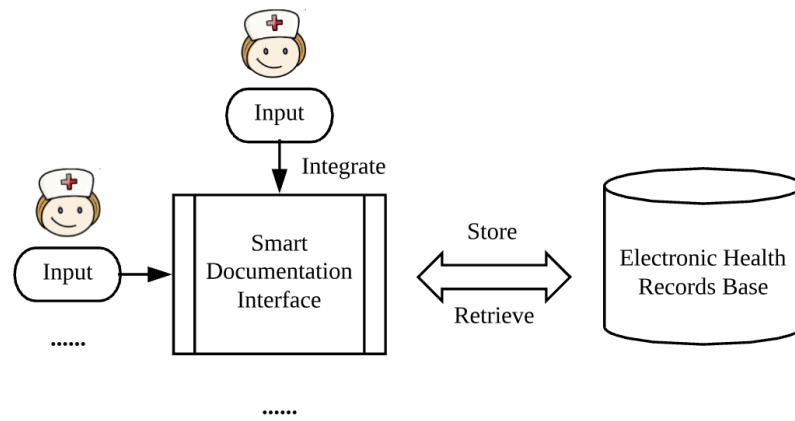 Input
Integrate
Input
......
Smart
Documentation
Interface
......
Store
Retrieve
Electronic Health
Records Base